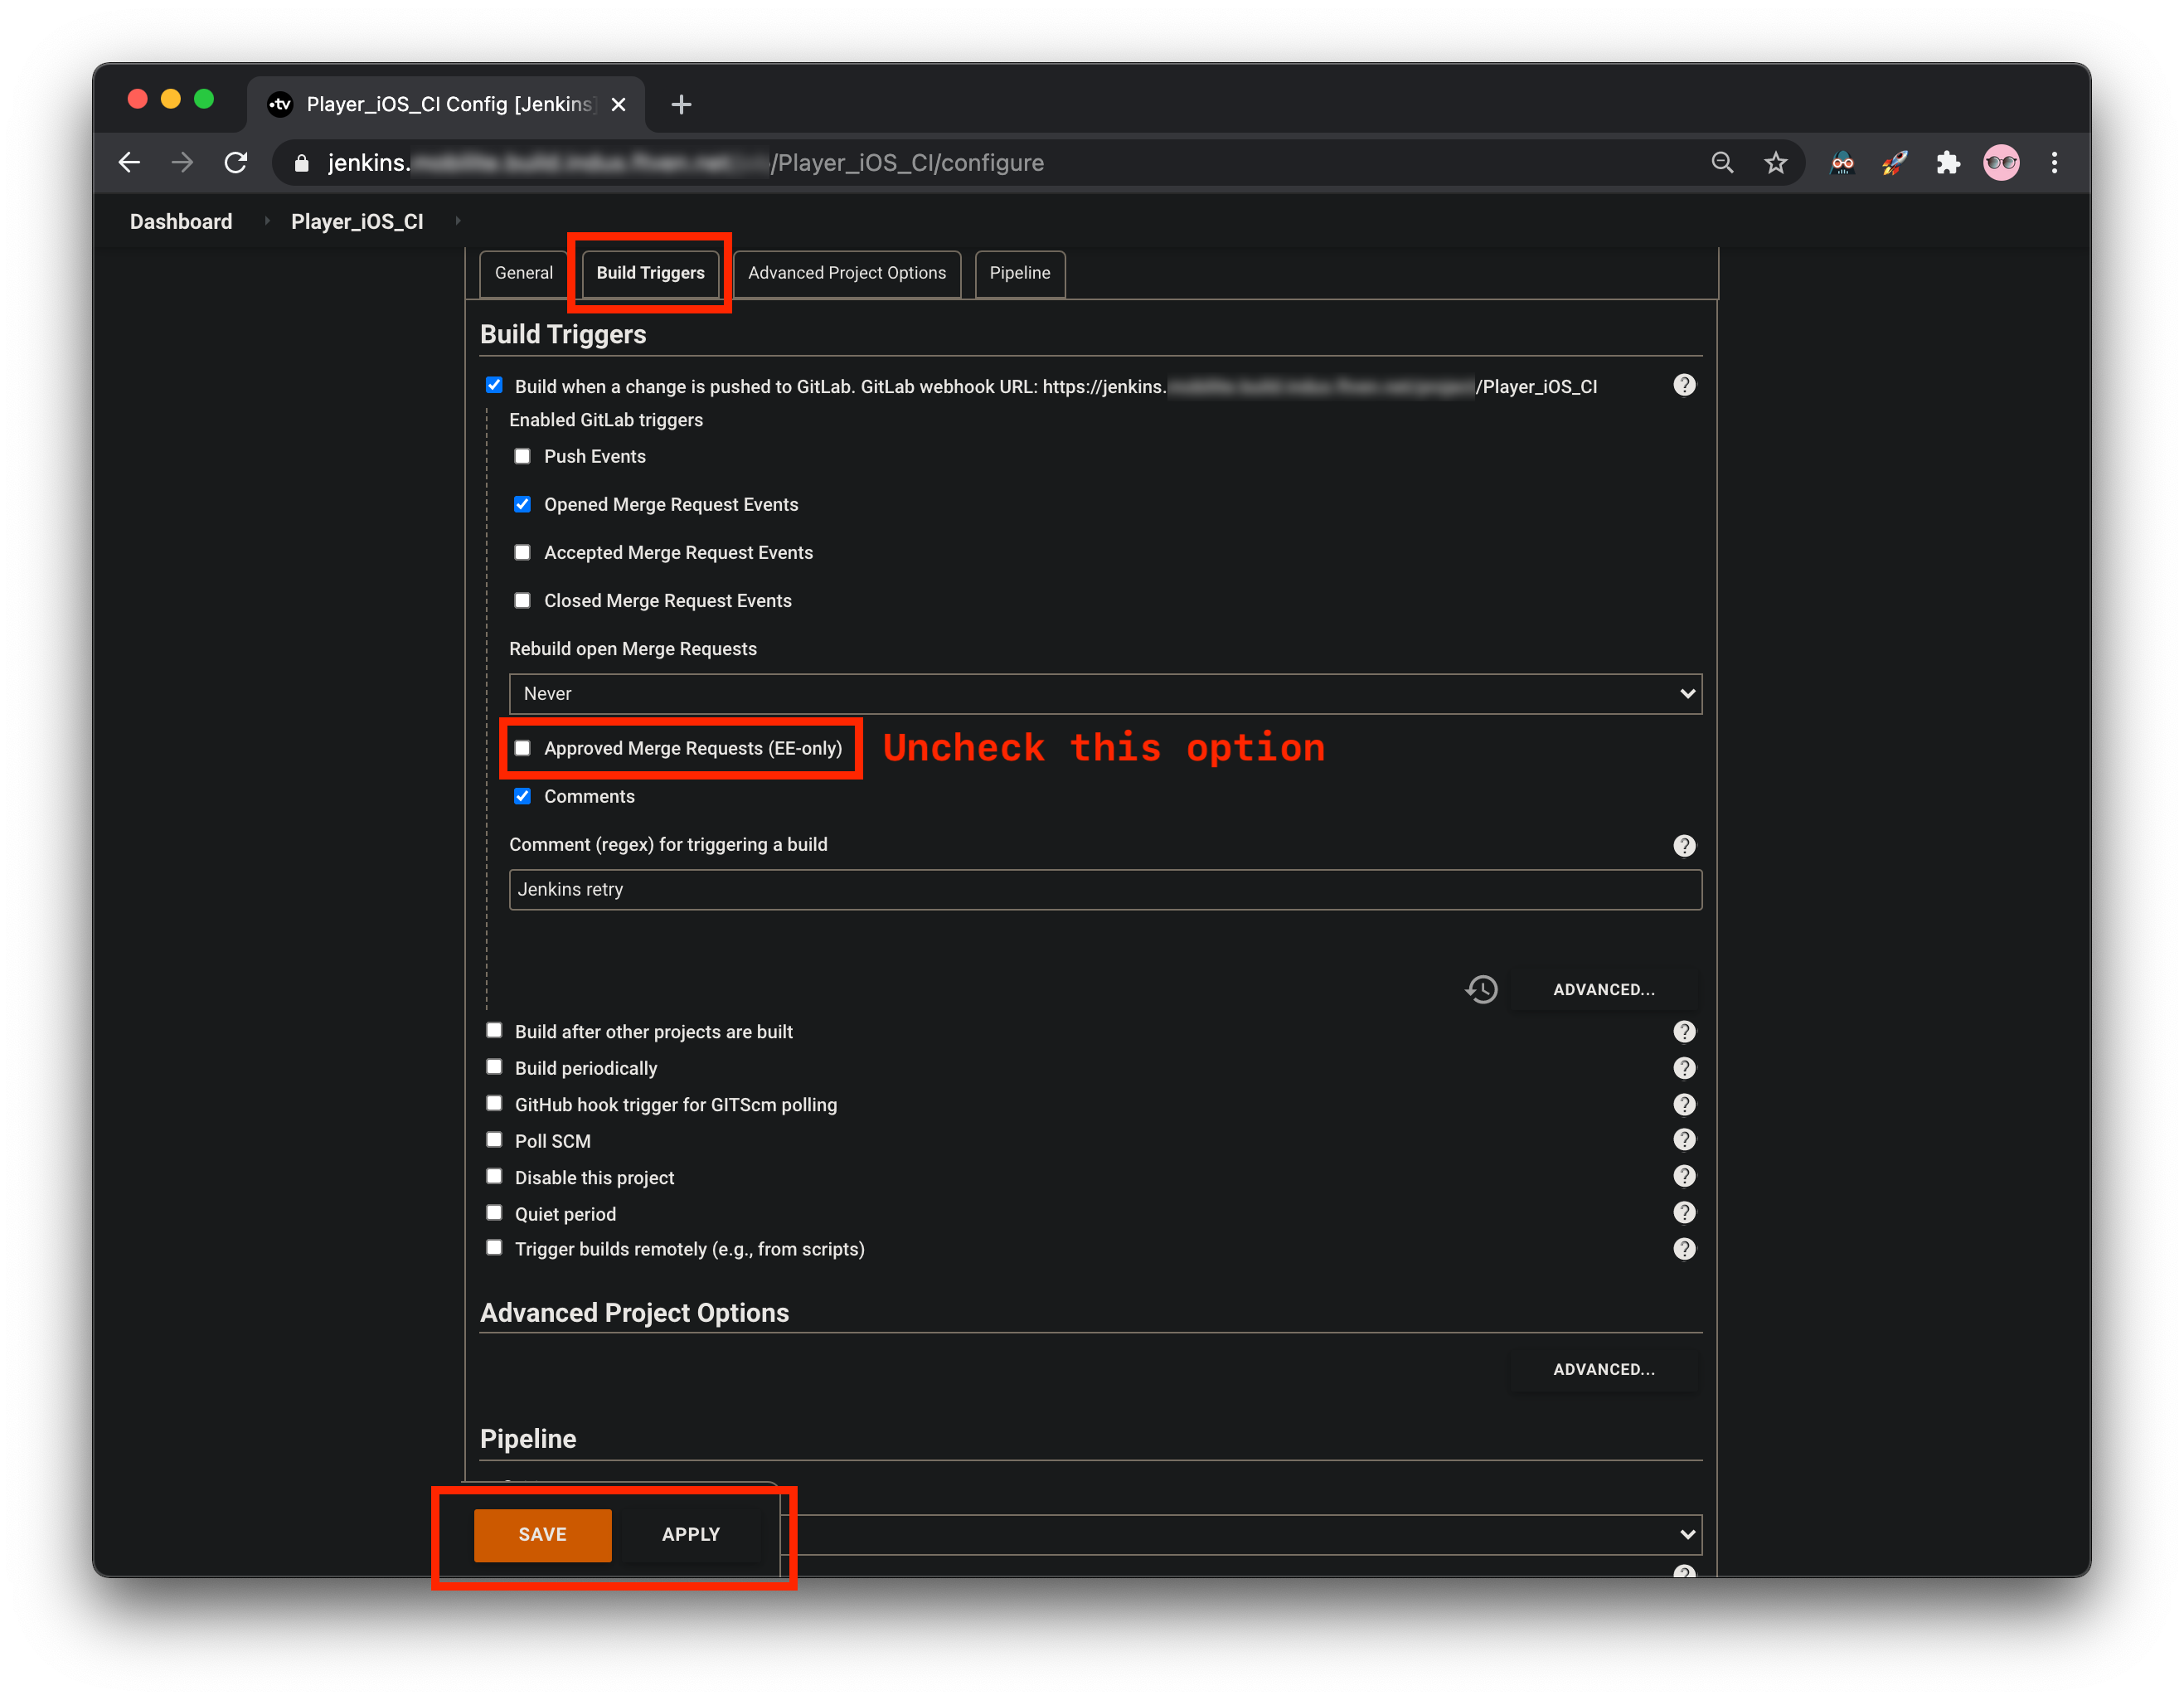 •tv Player_iOS_CI Config [Jenkins]
jenkins. /Player_iOS_CI/configure
Dashboard Player_iOS_CI
General Build Triggers Advanced Project Options Pipeline
Build Triggers
Build when a change is pushed to GitLab. GitLab webhook URL: https://jenkins. /Player_iOS_CI
Enabled GitLab triggers
Push Events
Opened Merge Request Events
Accepted Merge Request Events
Closed Merge Request Events
Rebuild open Merge Requests
Never
Approved Merge Requests (EE-only) Uncheck this option
Comments
Comment (regex) for triggering a build
Jenkins retry
ADVANCED...
Build after other projects are built
Build periodically
GitHub hook trigger for GITScm polling
Poll SCM
Disable this project
Quiet period
Trigger builds remotely (e.g., from scripts)
Advanced Project Options
ADVANCED...
Pipeline
SAVE APPLY